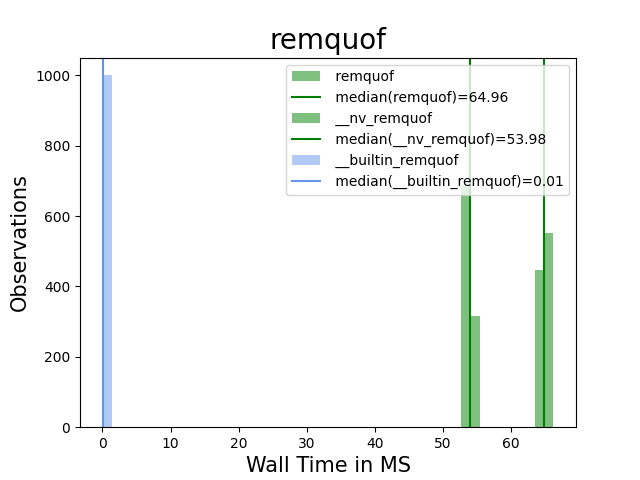 remquof
1000
800
600
400
200
0
Observations
remquof
median(remquof)=64.96
__nv_remquof
median(__nv_remquof)=53.98
__builtin_remquof
median(__builtin_remquof)=0.01
0 10 20 30 40 50 60
Wall Time in MS